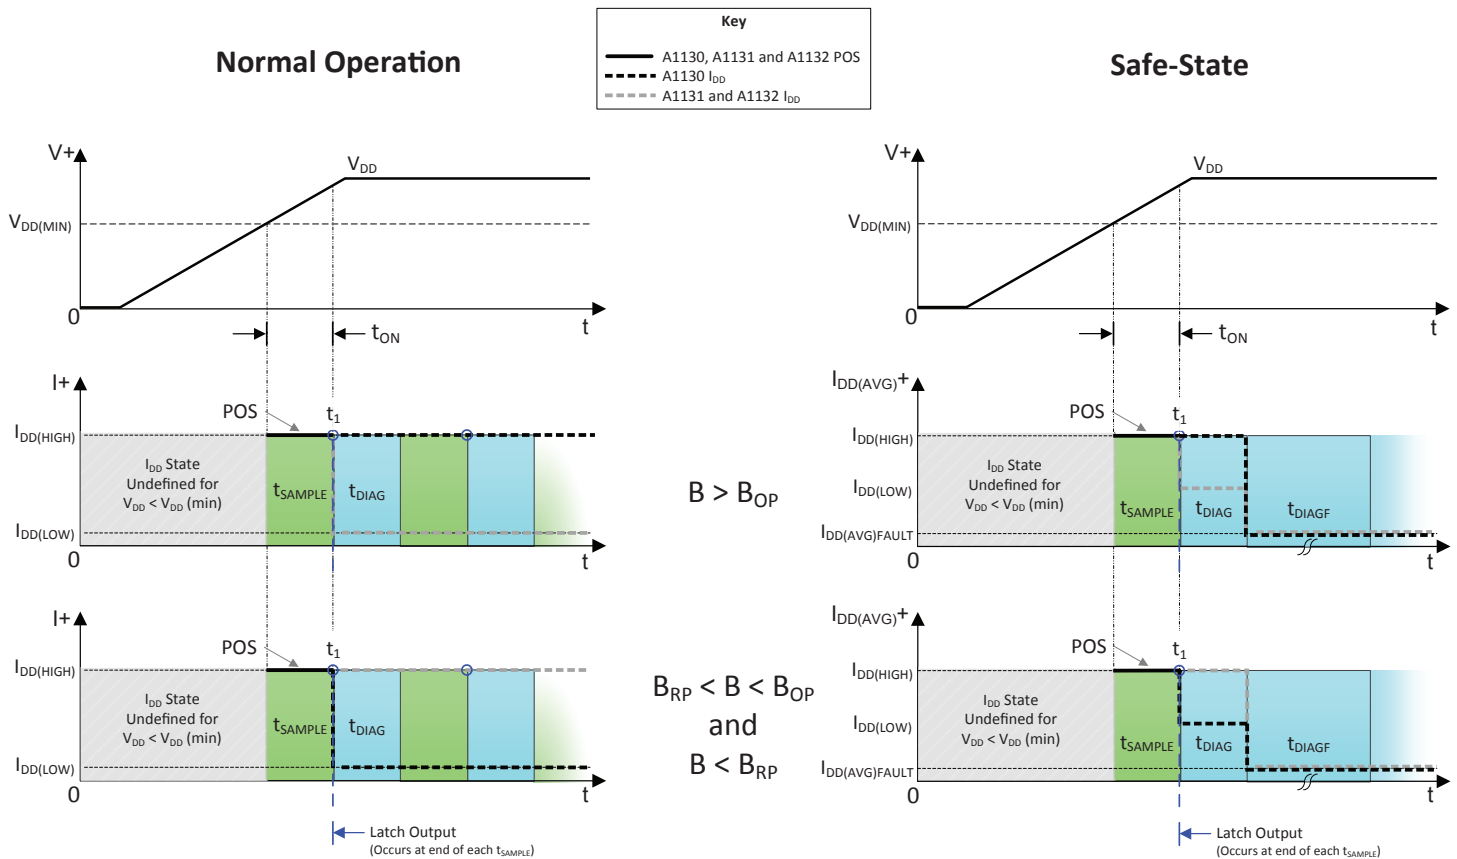 Key
A1130, A1131 and A1132 POS
A1130 IDD
A1131 and A1132 IDD
Normal Operation
Safe-State
V+
VDD
VDD(MIN)
0
t
tON
I+
POS
t1
IDD(HIGH)
IDD State
Undefined for
VDD < VDD (min)
tSAMPLE
tDIAG
IDD(LOW)
0
t
I+
POS
t1
IDD(HIGH)
IDD State
Undefined for
VDD < VDD (min)
tSAMPLE
tDIAG
IDD(LOW)
0
t
Latch Output
(Occurs at end of each tSAMPLE)
B > BOP
BRP < B < BOP
and
B < BRP
V+
VDD
VDD(MIN)
0
t
tON
IDD(AVG)+
POS
t1
IDD(HIGH)
IDD State
Undefined for
VDD < VDD (min)
IDD(LOW)
tSAMPLE
tDIAG
tDIAGF
IDD(AVG)FAULT
0
t
IDD(AVG)+
POS
t1
IDD(HIGH)
IDD State
Undefined for
VDD < VDD (min)
IDD(LOW)
tSAMPLE
tDIAG
tDIAGF
IDD(AVG)FAULT
0
t
Latch Output
(Occurs at end of each tSAMPLE)